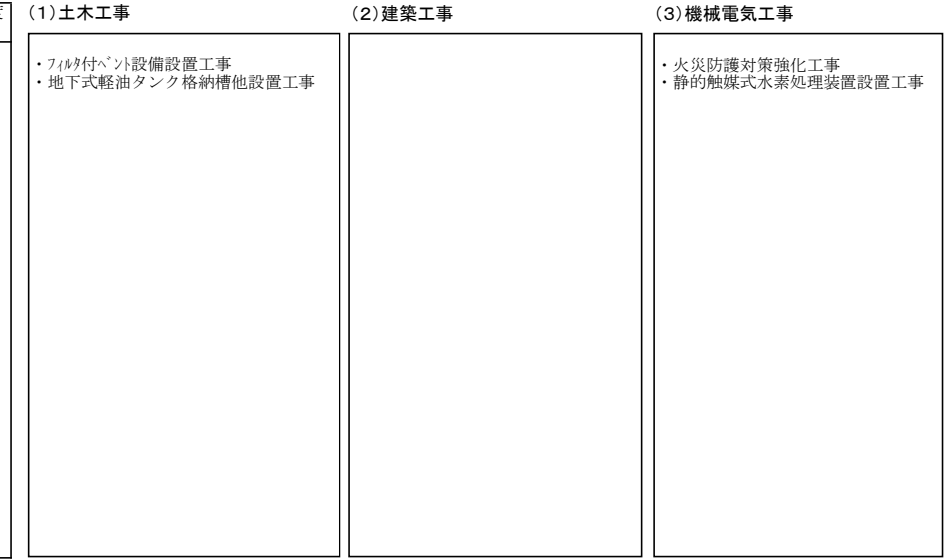 (1)土木工事
・ﾌｨﾙﾀ付ﾍﾞﾝﾄ設備設置工事
・地下式軽油タンク格納槽他設置工事
(2)建築工事
(3)機械電気工事
・火災防護対策強化工事
・静的触媒式水素処理装置設置工事